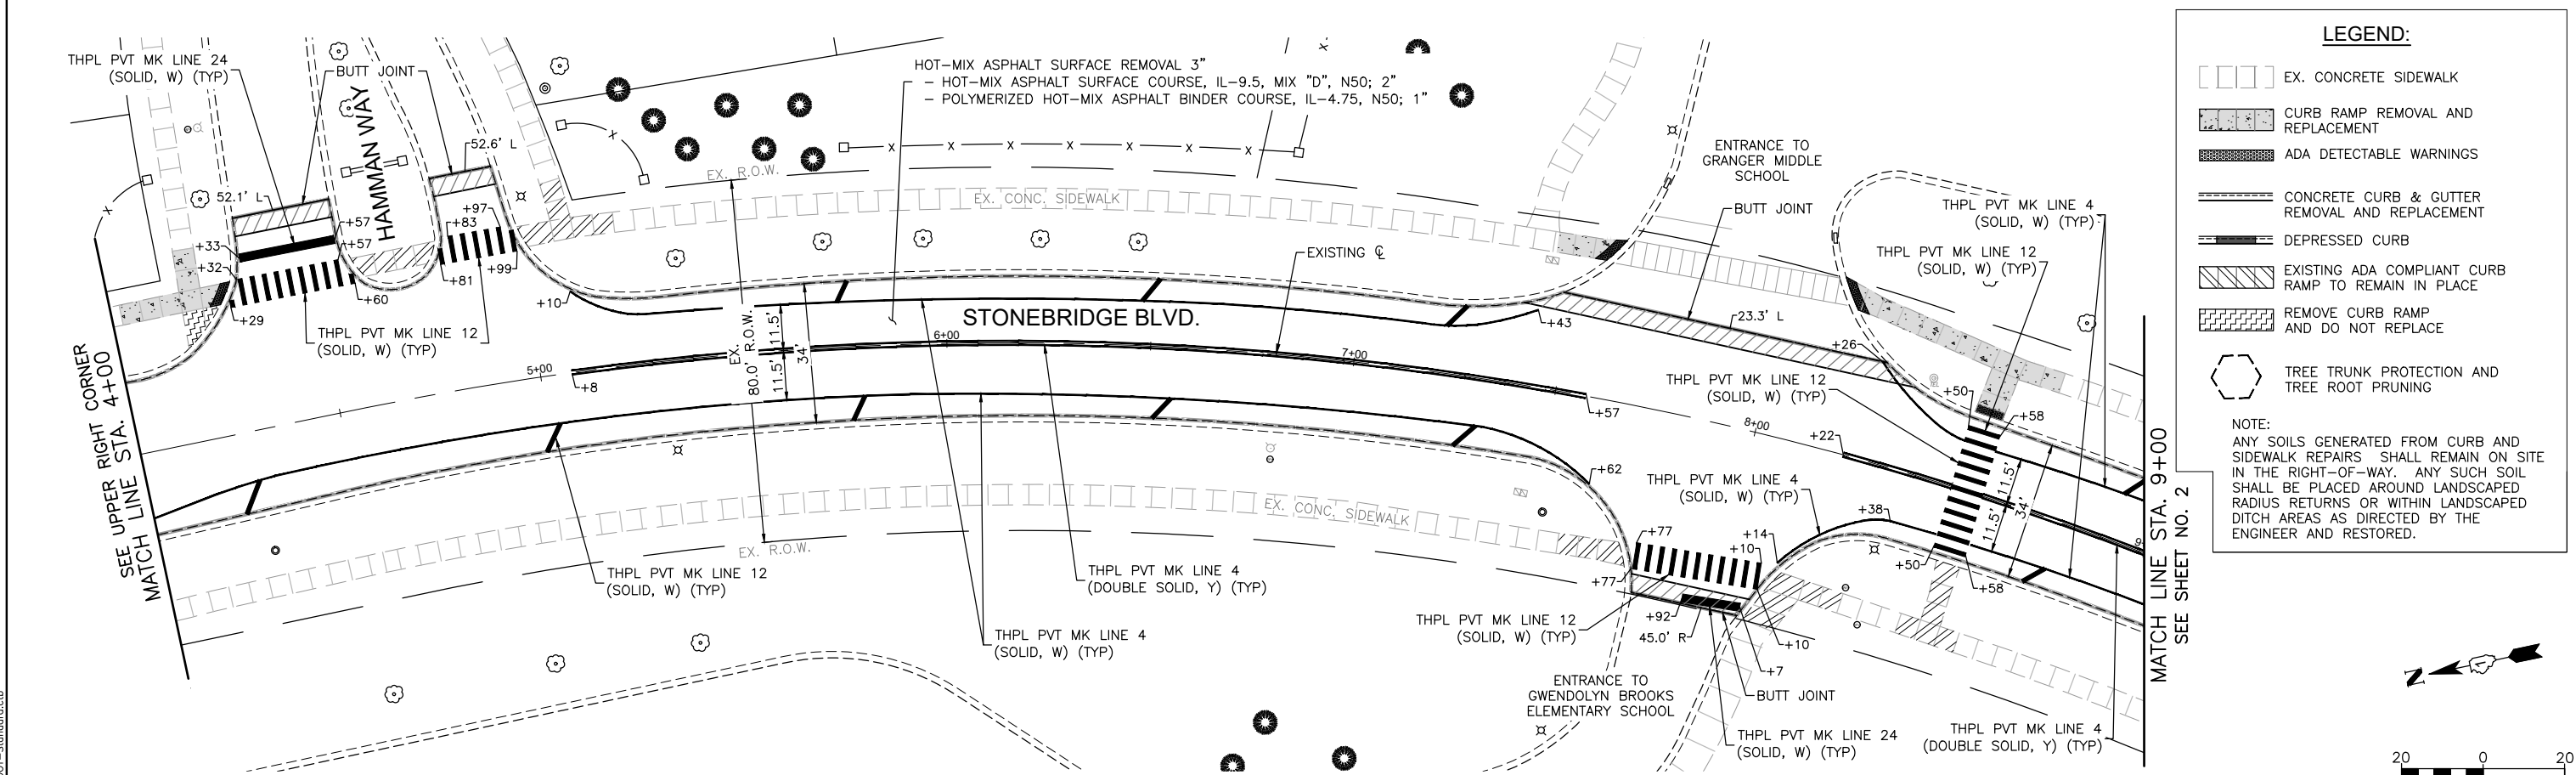 THPL PVT MK LINE 24
(SOLID, W) (TYP)
BUTT JOINT
HAMMAN WAY
52.6' L
52.1' L
+33
+32
+29
+57
+57
+60
+97
+83
+81
+99
THPL PVT MK LINE 12
(SOLID, W) (TYP)
HOT-MIX ASPHALT SURFACE REMOVAL 3"
- HOT-MIX ASPHALT SURFACE COURSE, IL-9.5, MIX "D", N50; 2"
- POLYMERIZED HOT-MIX ASPHALT BINDER COURSE, IL-4.75, N50; 1"
X
X
X
X X X X X X X
EX. R.O.W.
EX. CONC. SIDEWALK
ENTRANCE TO
GRANGER MIDDLE
SCHOOL
BUTT JOINT
EXISTING ℄
+10
STONEBRIDGE BLVD.
+43
23.3' L
+26
THPL PVT MK LINE 4
(SOLID, W) (TYP)
THPL PVT MK LINE 12
(SOLID, W) (TYP)
SEE UPPER RIGHT CORNER
MATCH LINE STA. 4+00
5+00
+8
6+00
7+00
+57
8+00
EX.
80.0' R.O.W.
11.5'
11.5'
34'
THPL PVT MK LINE 12
(SOLID, W) (TYP)
+50
+58
+22
THPL PVT MK LINE 4
(SOLID, W) (TYP)
+62
+38
11.5'
11.5'
34'
+50
+58
9
EX. CONC. SIDEWALK
EX. R.O.W.
THPL PVT MK LINE 12
(SOLID, W) (TYP)
THPL PVT MK LINE 4
(DOUBLE SOLID, Y) (TYP)
THPL PVT MK LINE 4
(SOLID, W) (TYP)
+77
+14
+10
+77
+92
45.0' R
+10
+7
THPL PVT MK LINE 12
(SOLID, W) (TYP)
ENTRANCE TO
GWENDOLYN BROOKS
ELEMENTARY SCHOOL
BUTT JOINT
THPL PVT MK LINE 24
(SOLID, W) (TYP)
THPL PVT MK LINE 4
(DOUBLE SOLID, Y) (TYP)
MATCH LINE STA. 9+00
SEE SHEET NO. 2
LEGEND:
EX. CONCRETE SIDEWALK
CURB RAMP REMOVAL AND
REPLACEMENT
ADA DETECTABLE WARNINGS
CONCRETE CURB & GUTTER
REMOVAL AND REPLACEMENT
DEPRESSED CURB
EXISTING ADA COMPLIANT CURB
RAMP TO REMAIN IN PLACE
REMOVE CURB RAMP
AND DO NOT REPLACE
TREE TRUNK PROTECTION AND
TREE ROOT PRUNING
NOTE:
ANY SOILS GENERATED FROM CURB AND
SIDEWALK REPAIRS SHALL REMAIN ON SITE
IN THE RIGHT-OF-WAY. ANY SUCH SOIL
SHALL BE PLACED AROUND LANDSCAPED
RADIUS RETURNS OR WITHIN LANDSCAPED
DITCH AREAS AS DIRECTED BY THE
ENGINEER AND RESTORED.
N
20 0 20